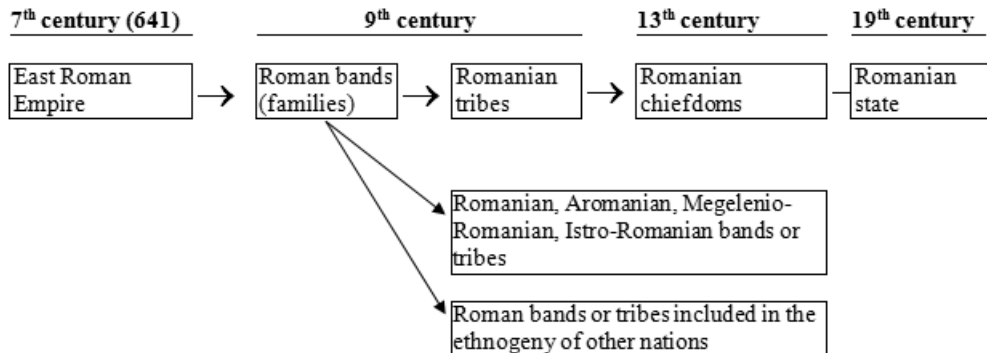 7th century (641)
9th century
13th century
19th century
East Roman
Empire
Roman bands
(families)
Romanian
tribes
Romanian
chiefdoms
Romanian
state
Romanian, Aromanian, Megelenio-
Romanian, Istro-Romanian bands or
tribes
Roman bands or tribes included in the
ethnogeny of other nations